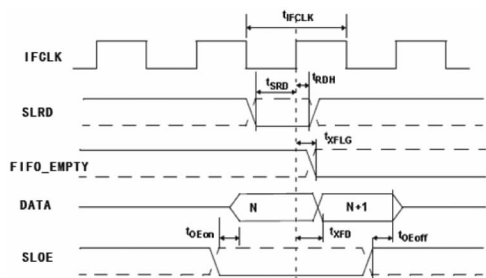 tIFCLK
IFCLK
tSRD
tRDH
SLRD
tXFLG
FIFO_EMPTY
DATA
N
N+1
tOEon
tXFD
tOEoff
SLOE